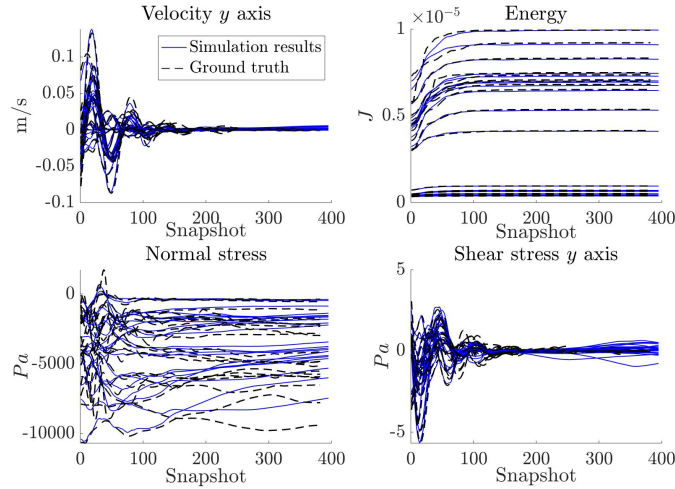 Velocity y axis
0.1
0.05
0
-0.05
-0.1
m/s
0 100 200 300 400
Snapshot
Simulation results
Ground truth
Energy
×10⁻⁵
1
0.5
0
J
0 100 200 300 400
Snapshot
Normal stress
0
-5000
-10000
Pa
0 100 200 300 400
Snapshot
Shear stress y axis
5
0
-5
Pa
0 100 200 300 400
Snapshot